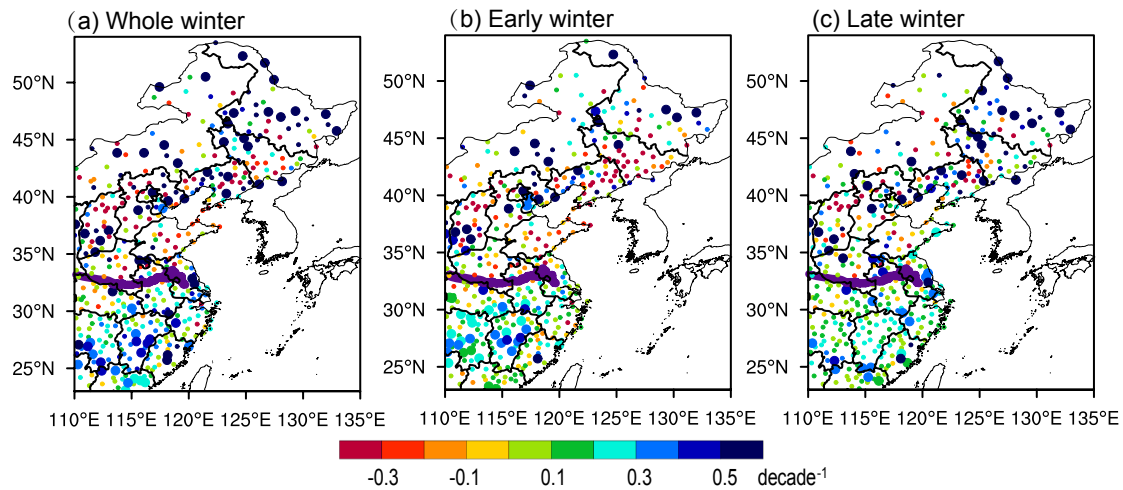 （a) Whole winter
（b) Early winter
(c) Late winter
50°N
45°N
40°N
35°N
30°N
25°N
110°E 115°E 120°E 125°E 130°E 135°E
50°N
45°N
40°N
35°N
30°N
25°N
110°E 115°E 120°E 125°E 130°E 135°E
50°N
45°N
40°N
35°N
30°N
25°N
110°E 115°E 120°E 125°E 130°E 135°E
-0.3 -0.1 0.1 0.3 0.5 decade⁻¹